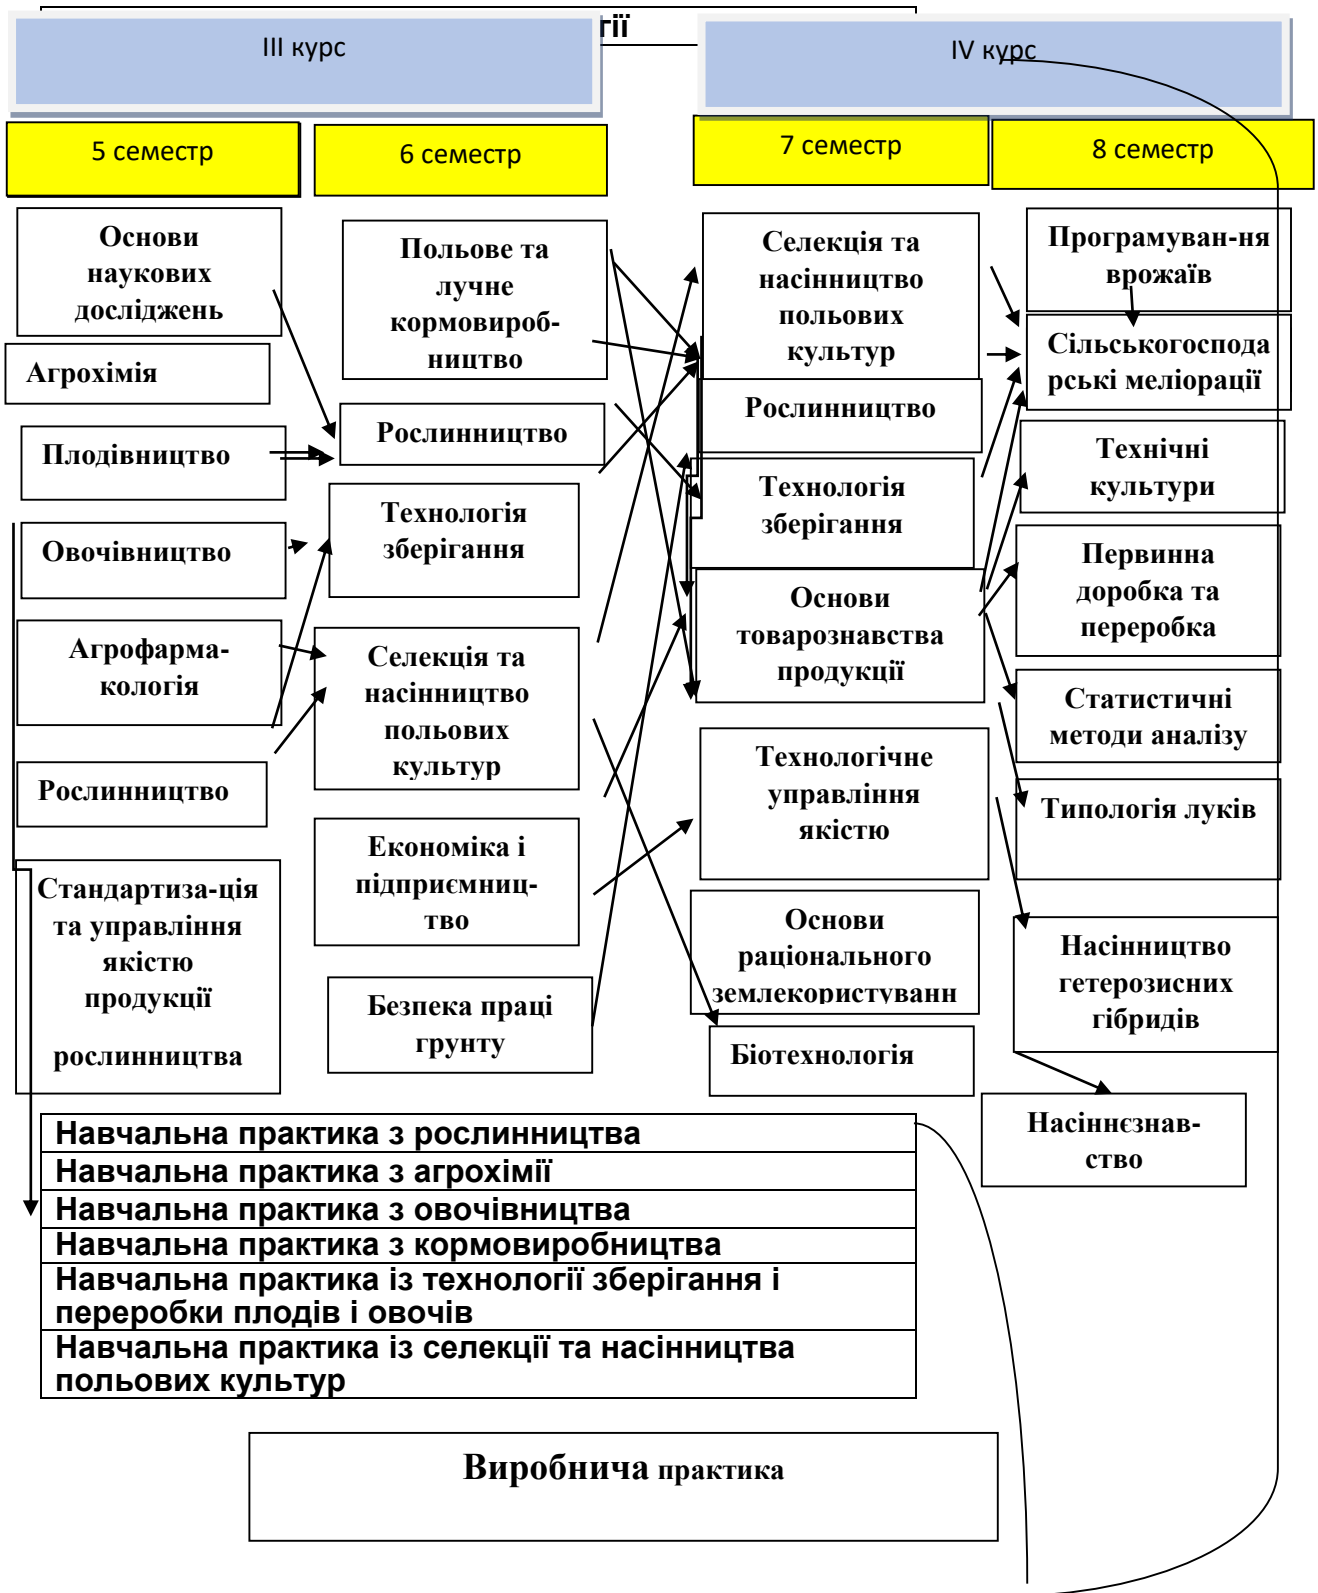 гії
III курс
IV курс
5 семестр
6 семестр
7 семестр
8 семестр
Основи
наукових
досліджень
Агрохімія
Плодівництво
Овочівництво
Агрофарма-
кологія
Рослинництво
Стандартиза-ція
та управління
якістю
продукції
рослинництва
Польове та
лучне
кормовироб-
ництво
Рослинництво
Технологія
зберігання
Селекція та
насінництво
польових
культур
Економіка і
підприємниц-
тво
Безпека праці
грунту
Селекція та
насінництво
польових
культур
Рослинництво
Технологія
зберігання
Основи
товарознавства
продукції
Технологічне
управління
якістю
Основи
раціонального
землекористуванн
Біотехнологія
Програмуван-ня
врожаїв
Сільськогоспода
рські меліорації
Технічні
культури
Первинна
доробка та
переробка
Статистичні
методи аналізу
Типологія луків
Насінництво
гетерозисних
гібридів
Насіннєзнав-
ство
Навчальна практика з рослинництва
Навчальна практика з агрохімії
Навчальна практика з овочівництва
Навчальна практика з кормовиробництва
Навчальна практика із технології зберігання і
переробки плодів і овочів
Навчальна практика із селекції та насінництва
польових культур
Виробнича практика